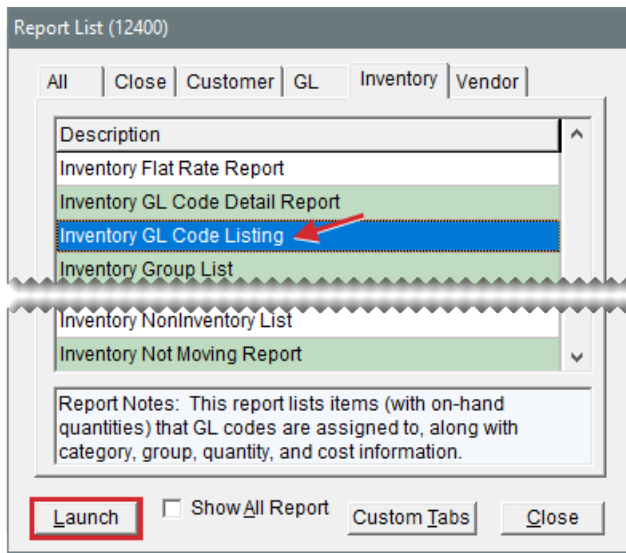 Report List (12400)
All Close Customer GL Inventory Vendor
Description
Inventory Flat Rate Report
Inventory GL Code Detail Report
Inventory GL Code Listing
Inventory Group List
Inventory NonInventory List
Inventory Not Moving Report
Report Notes: This report lists items (with on-hand
quantities) that GL codes are assigned to, along with
category, group, quantity, and cost information.
Launch Show All Report Custom Tabs Close